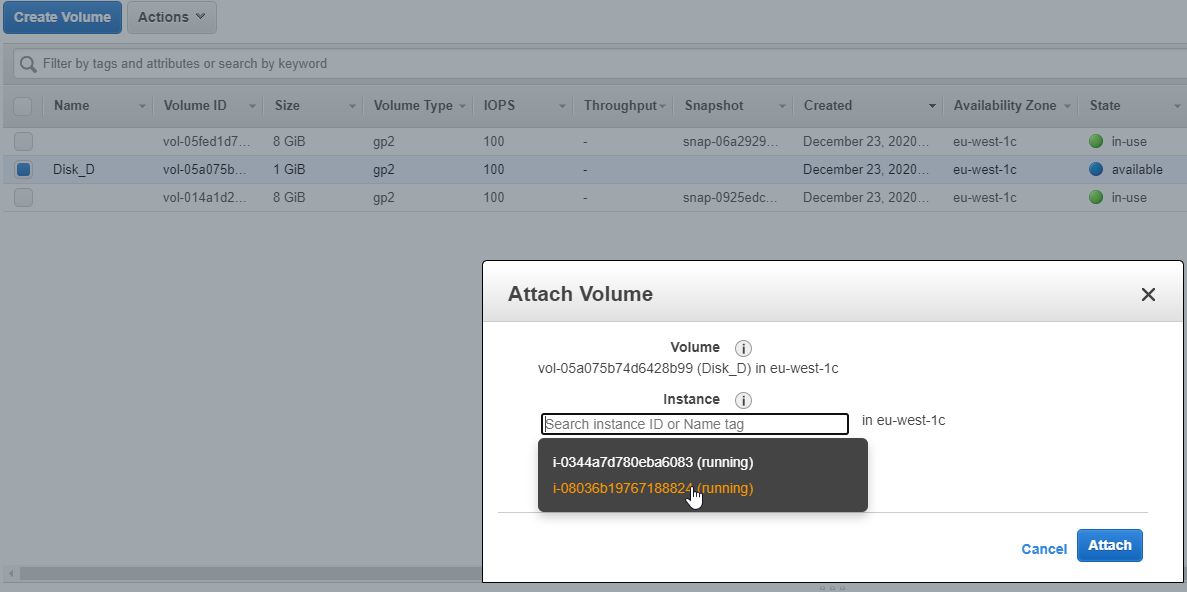 Create Volume Actions
Filter by tags and attributes or search by keyword
Name Volume ID Size Volume Type IOPS Throughput Snapshot Created Availability Zone State
vol-05fed1d7... 8 GiB gp2 100 - snap-06a2929... December 23, 2020... eu-west-1c in-use
Disk_D vol-05a075b... 1 GiB gp2 100 - December 23, 2020... eu-west-1c available
vol-014a1d2... 8 GiB gp2 100 - snap-0925edc... December 23, 2020... eu-west-1c in-use
Attach Volume
Volume i
vol-05a075b74d6428b99 (Disk_D) in eu-west-1c
Instance i
Search instance ID or Name tag in eu-west-1c
i-0344a7d780eba6083 (running)
i-08036b19767188824 (running)
Cancel Attach